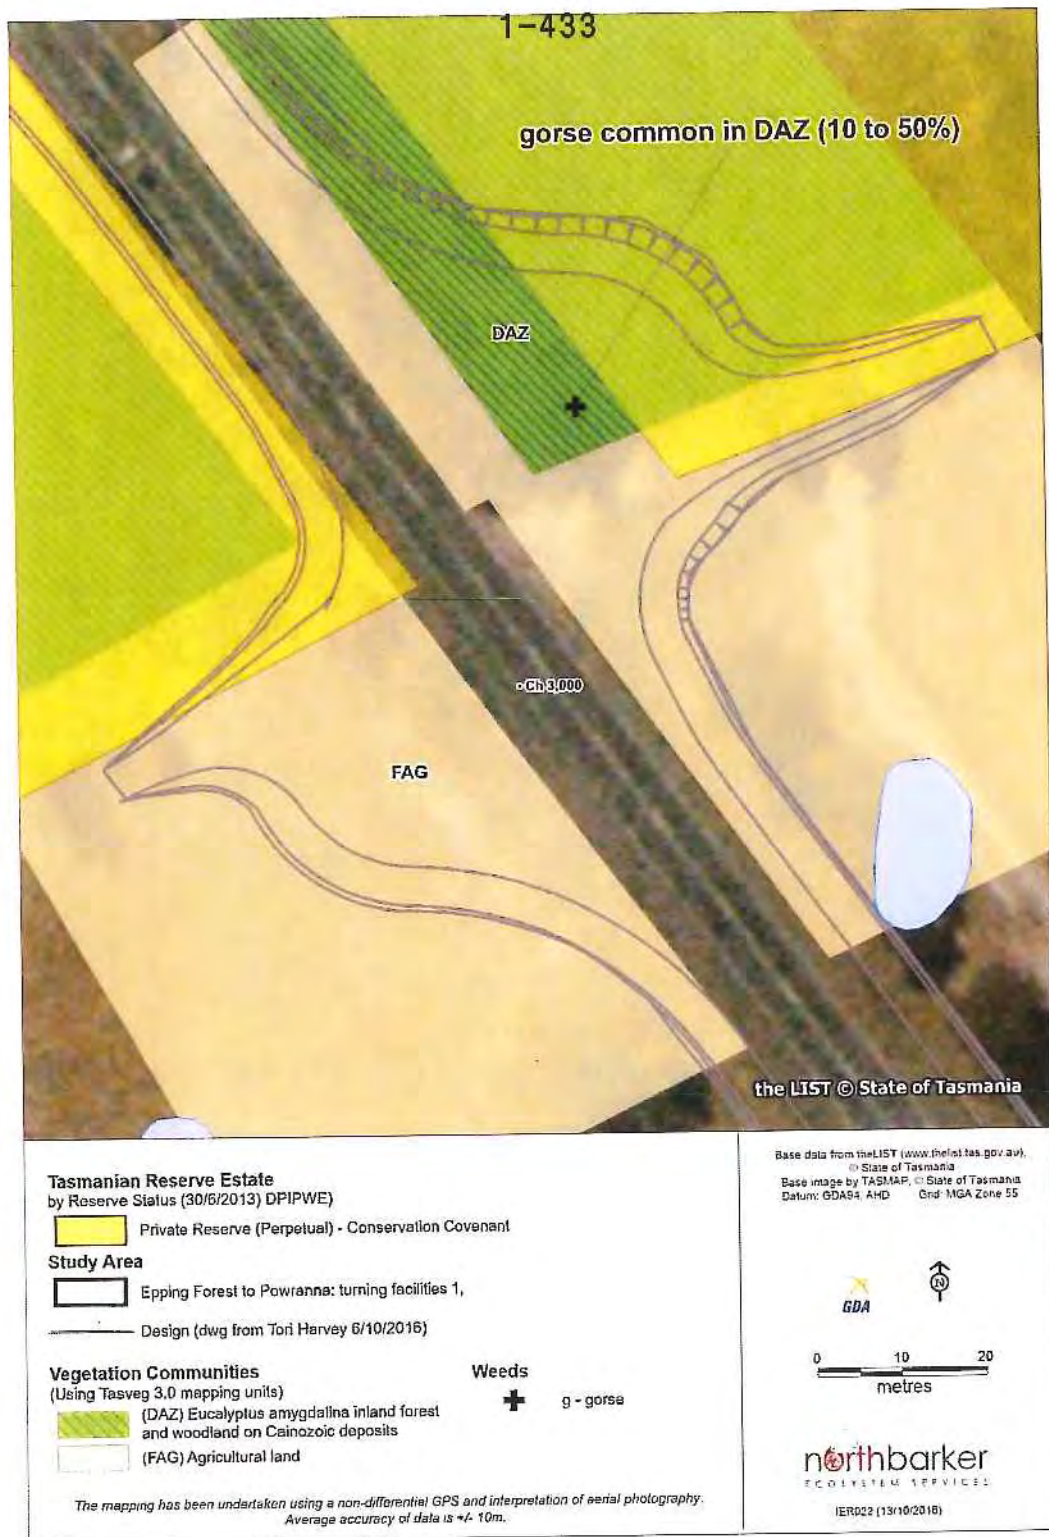 1-433
gorse common in DAZ (10 to 50%)
DAZ
Ch 3,000
FAG
the LIST © State of Tasmania
Tasmanian Reserve Estate
by Reserve Status (30/6/2013) DPIPWE)
Private Reserve (Perpetual) - Conservation Covenant
Study Area
Epping Forest to Powranna: turning facilities 1,
Design (dwg from Tori Harvey 6/10/2016)
Vegetation Communities
(Using Tasveg 3.0 mapping units)
(DAZ) Eucalyptus amygdalina inland forest
and woodland on Cainozoic deposits
(FAG) Agricultural land
Weeds
g - gorse
The mapping has been undertaken using a non-differential GPS and interpretation of aerial photography.
Average accuracy of data is +/- 10m.
Base data from theLIST (www.thelist.tas.gov.au),
© State of Tasmania
Base image by TASMAP, © State of Tasmania
Datum: GDA94, AHD Grid: MGA Zone 55
GDA
N
0 10 20
metres
northbarker
ECOSYSTEM SERVICES
IER022 (13/10/2016)